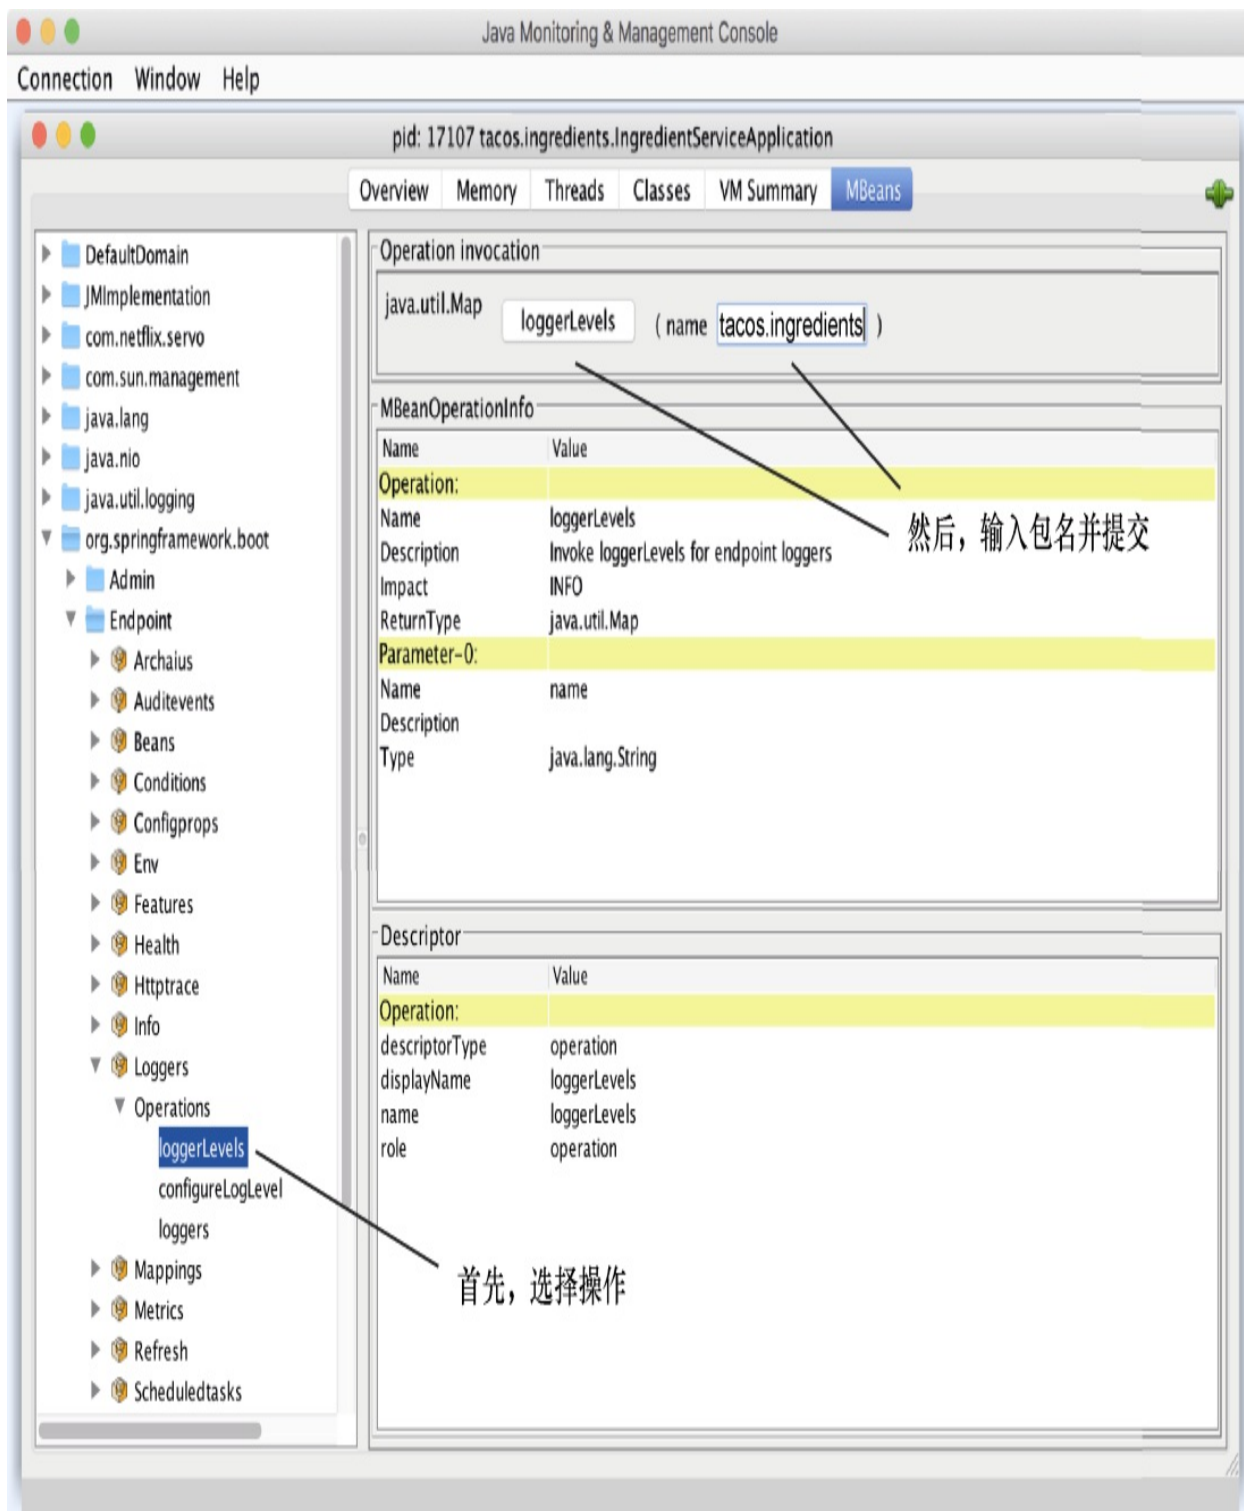 Java Monitoring & Management Console
Connection Window Help
pid: 17107 tacos.ingredients.IngredientServiceApplication
Overview Memory Threads Classes VM Summary MBeans
DefaultDomain
JMImplementation
com.netflix.servo
com.sun.management
java.lang
java.nio
java.util.logging
org.springframework.boot
Admin
Endpoint
Archaius
Auditevents
Beans
Conditions
Configprops
Env
Features
Health
Httptrace
Info
Loggers
Operations
loggerLevels
configureLogLevel
loggers
Mappings
Metrics
Refresh
Scheduledtasks
Operation invocation
java.util.Map loggerLevels ( name tacos.ingredients )
MBeanOperationInfo
Name Value
Operation:
Name loggerLevels
Description Invoke loggerLevels for endpoint loggers
Impact INFO
ReturnType java.util.Map
Parameter-0:
Name name
Description
Type java.lang.String
然后，输入包名并提交
Descriptor
Name Value
Operation:
descriptorType operation
displayName loggerLevels
name loggerLevels
role operation
首先，选择操作